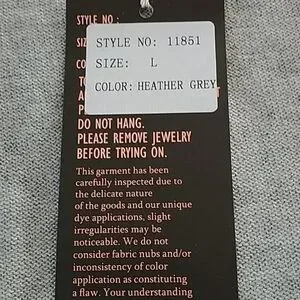 STYLE NO :
STYLE NO: 11851
SIZE: L
COLOR: HEATHER GREY
DO NOT HANG.
PLEASE REMOVE JEWELRY
BEFORE TRYING ON.
This garment has been
carefully inspected due to
the delicate nature
of the goods and our unique
dye applications, slight
irregularities may be
noticeable. We do not
consider fabric nubs and/or
inconsistency of color
application as constituting
a flaw. Your understanding